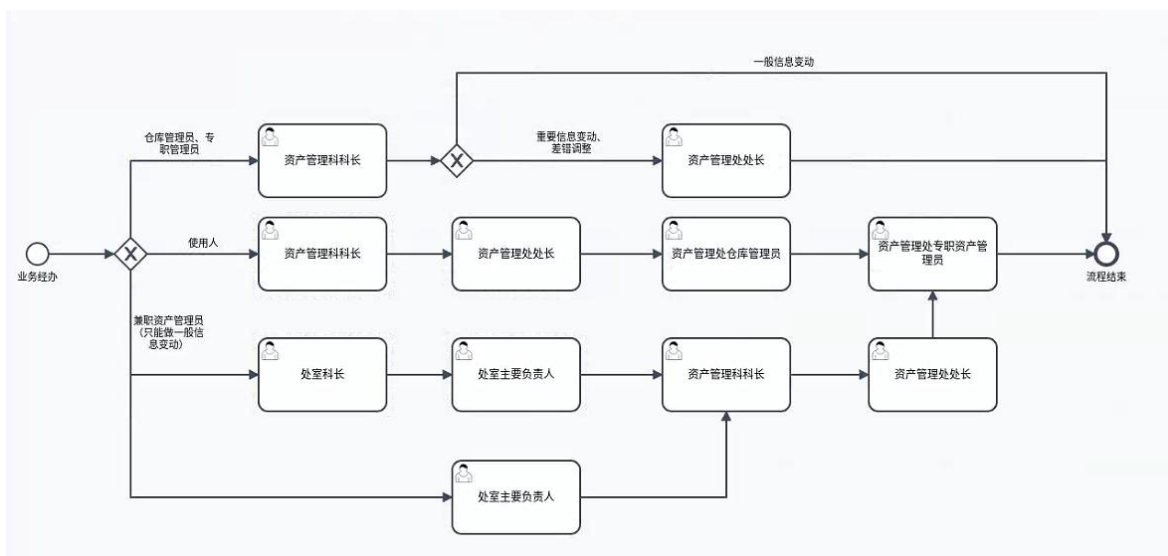 一般信息变动
仓库管理员、专
职管理员
资产管理科科长
重要信息变动、
差错调整
资产管理处处长
业务经办
使用人
资产管理科科长
资产管理处处长
资产管理处仓库管理员
资产管理处专职资产管
理员
流程结束
兼职资产管理员
（只能做一般信
息变动）
处室科长
处室主要负责人
资产管理科科长
资产管理处处长
处室主要负责人